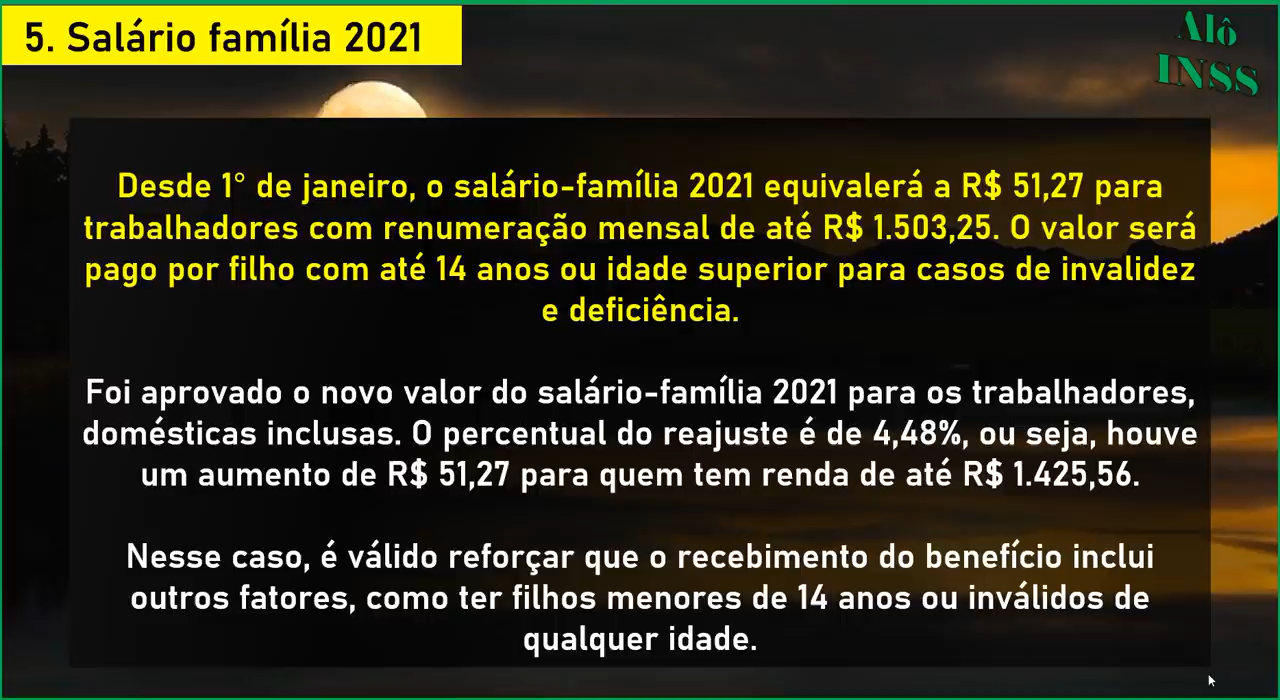 5. Salário família 2021
Alô
INSS
Desde 1° de janeiro, o salário-família 2021 equivalerá a R$ 51,27 para
trabalhadores com renumeração mensal de até R$ 1.503,25. O valor será
pago por filho com até 14 anos ou idade superior para casos de invalidez
e deficiência.
Foi aprovado o novo valor do salário-família 2021 para os trabalhadores,
domésticas inclusas. O percentual do reajuste é de 4,48%, ou seja, houve
um aumento de R$ 51,27 para quem tem renda de até R$ 1.425,56.
Nesse caso, é válido reforçar que o recebimento do benefício inclui
outros fatores, como ter filhos menores de 14 anos ou inválidos de
qualquer idade.